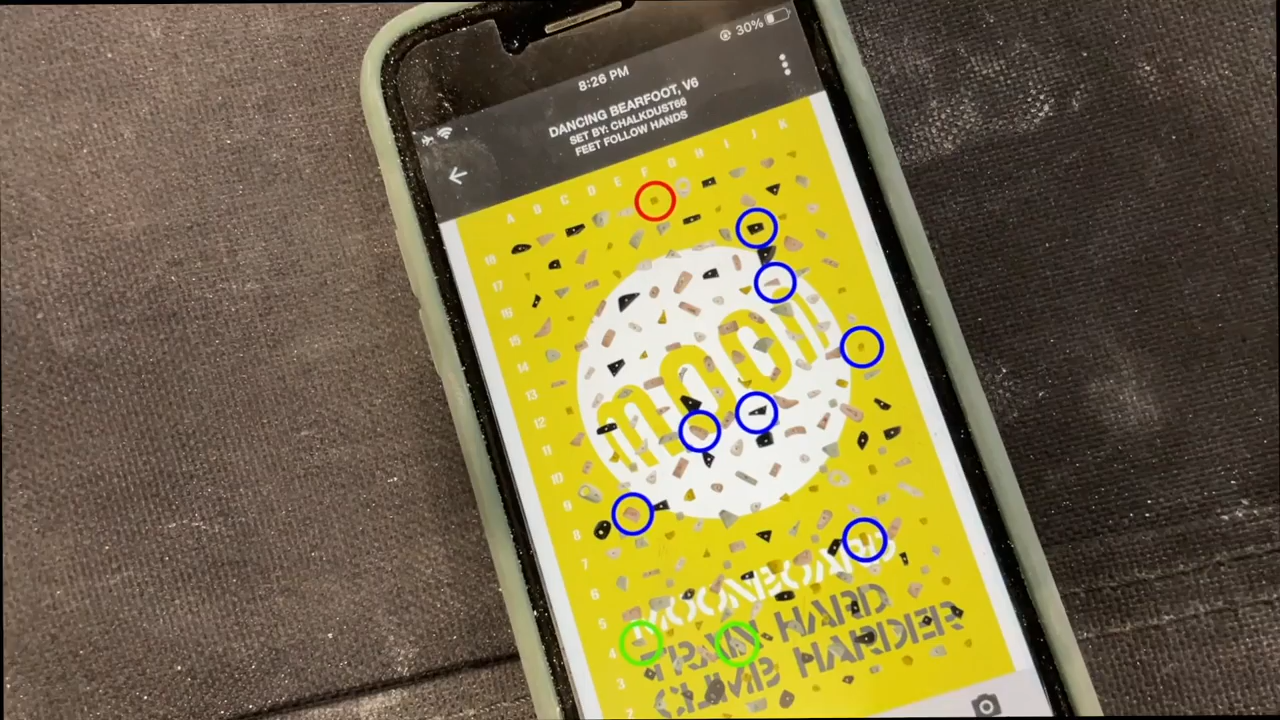 30%
8:26 PM
DANCING BEARFOOT, V6
SET BY: CHALKDUST66
FEET FOLLOW HANDS
A B C D E F G H I J K
18
17
16
15
14
13
12
11
10
9
8
7
6
5
4
3
2
moon
MOONBOARD
TRAIN HARD
CLIMB HARDER